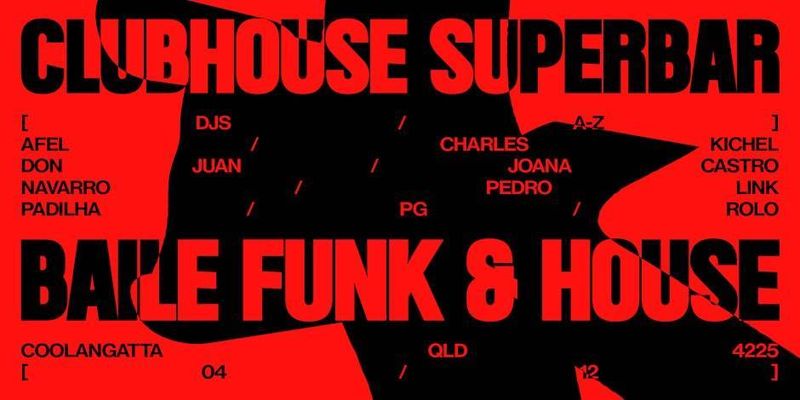 CLUBHOUSE SUPERBAR
[ DJS / A-Z ]
AFEL / CHARLES KICHEL
DON JUAN / JOANA CASTRO
NAVARRO / PEDRO LINK
PADILHA / PG / ROLO
BAILE FUNK & HOUSE
COOLANGATTA QLD 4225
[ 04 / 12 ]